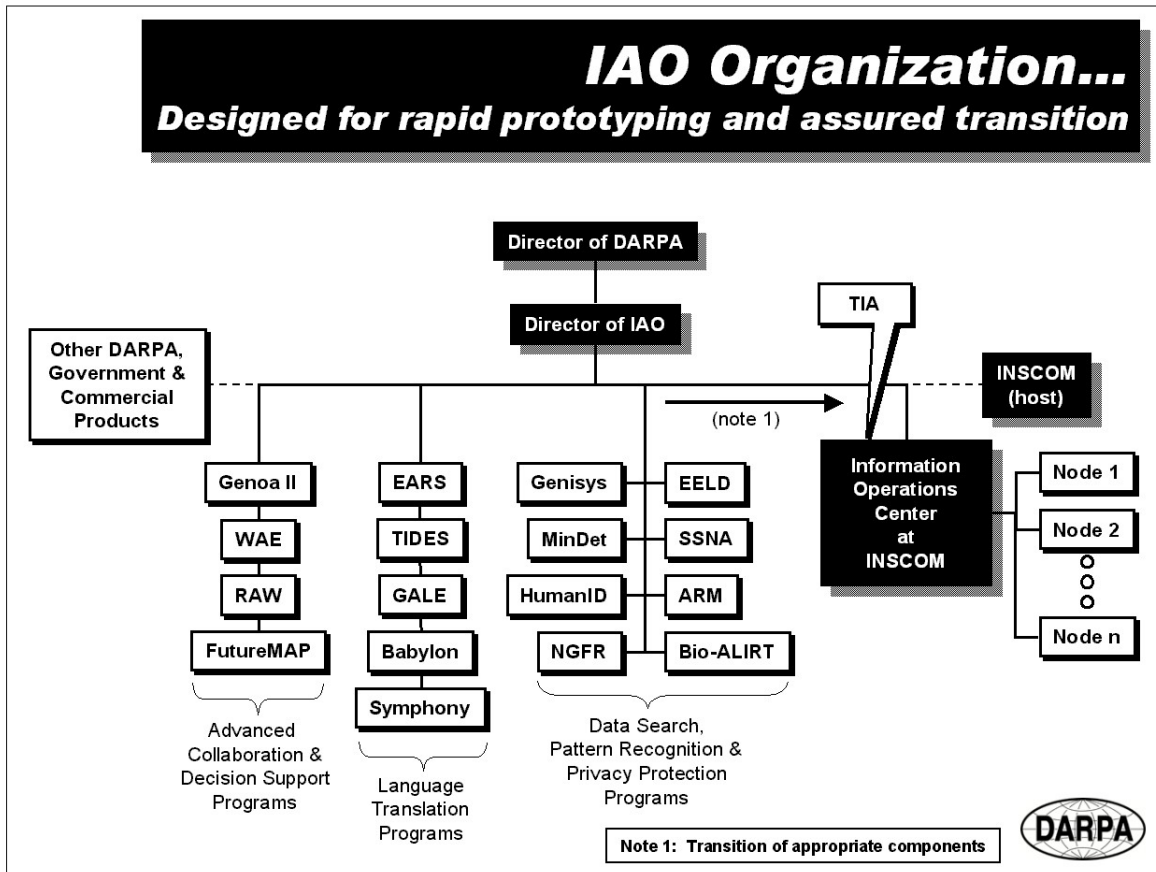 IAO Organization...
Designed for rapid prototyping and assured transition
Director of DARPA
Director of IAO
TIA
Other DARPA,
Government &
Commercial
Products
INSCOM
(host)
(note 1)
Information
Operations
Center
at
INSCOM
Node 1
Node 2
Node n
Genoa II
WAE
RAW
FutureMAP
Advanced
Collaboration &
Decision Support
Programs
EARS
TIDES
GALE
Babylon
Symphony
Language
Translation
Programs
Genisys
EELD
MinDet
SSNA
HumanID
ARM
NGFR
Bio-ALIRT
Data Search,
Pattern Recognition &
Privacy Protection
Programs
Note 1: Transition of appropriate components
DARPA